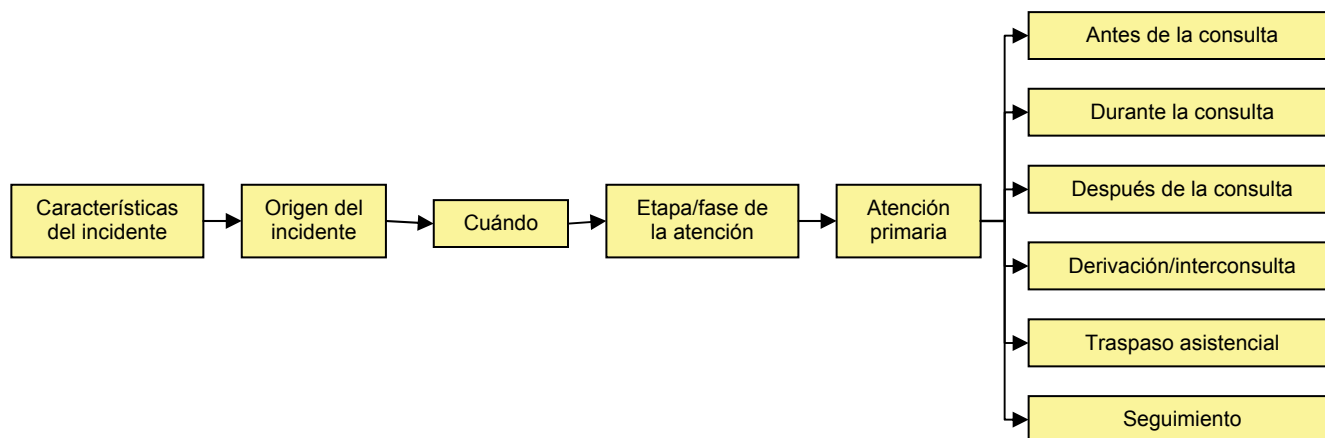 Características
del incidente
Origen del
incidente
Cuándo
Etapa/fase de
la atención
Atención
primaria
Antes de la consulta
Durante la consulta
Después de la consulta
Derivación/interconsulta
Traspaso asistencial
Seguimiento